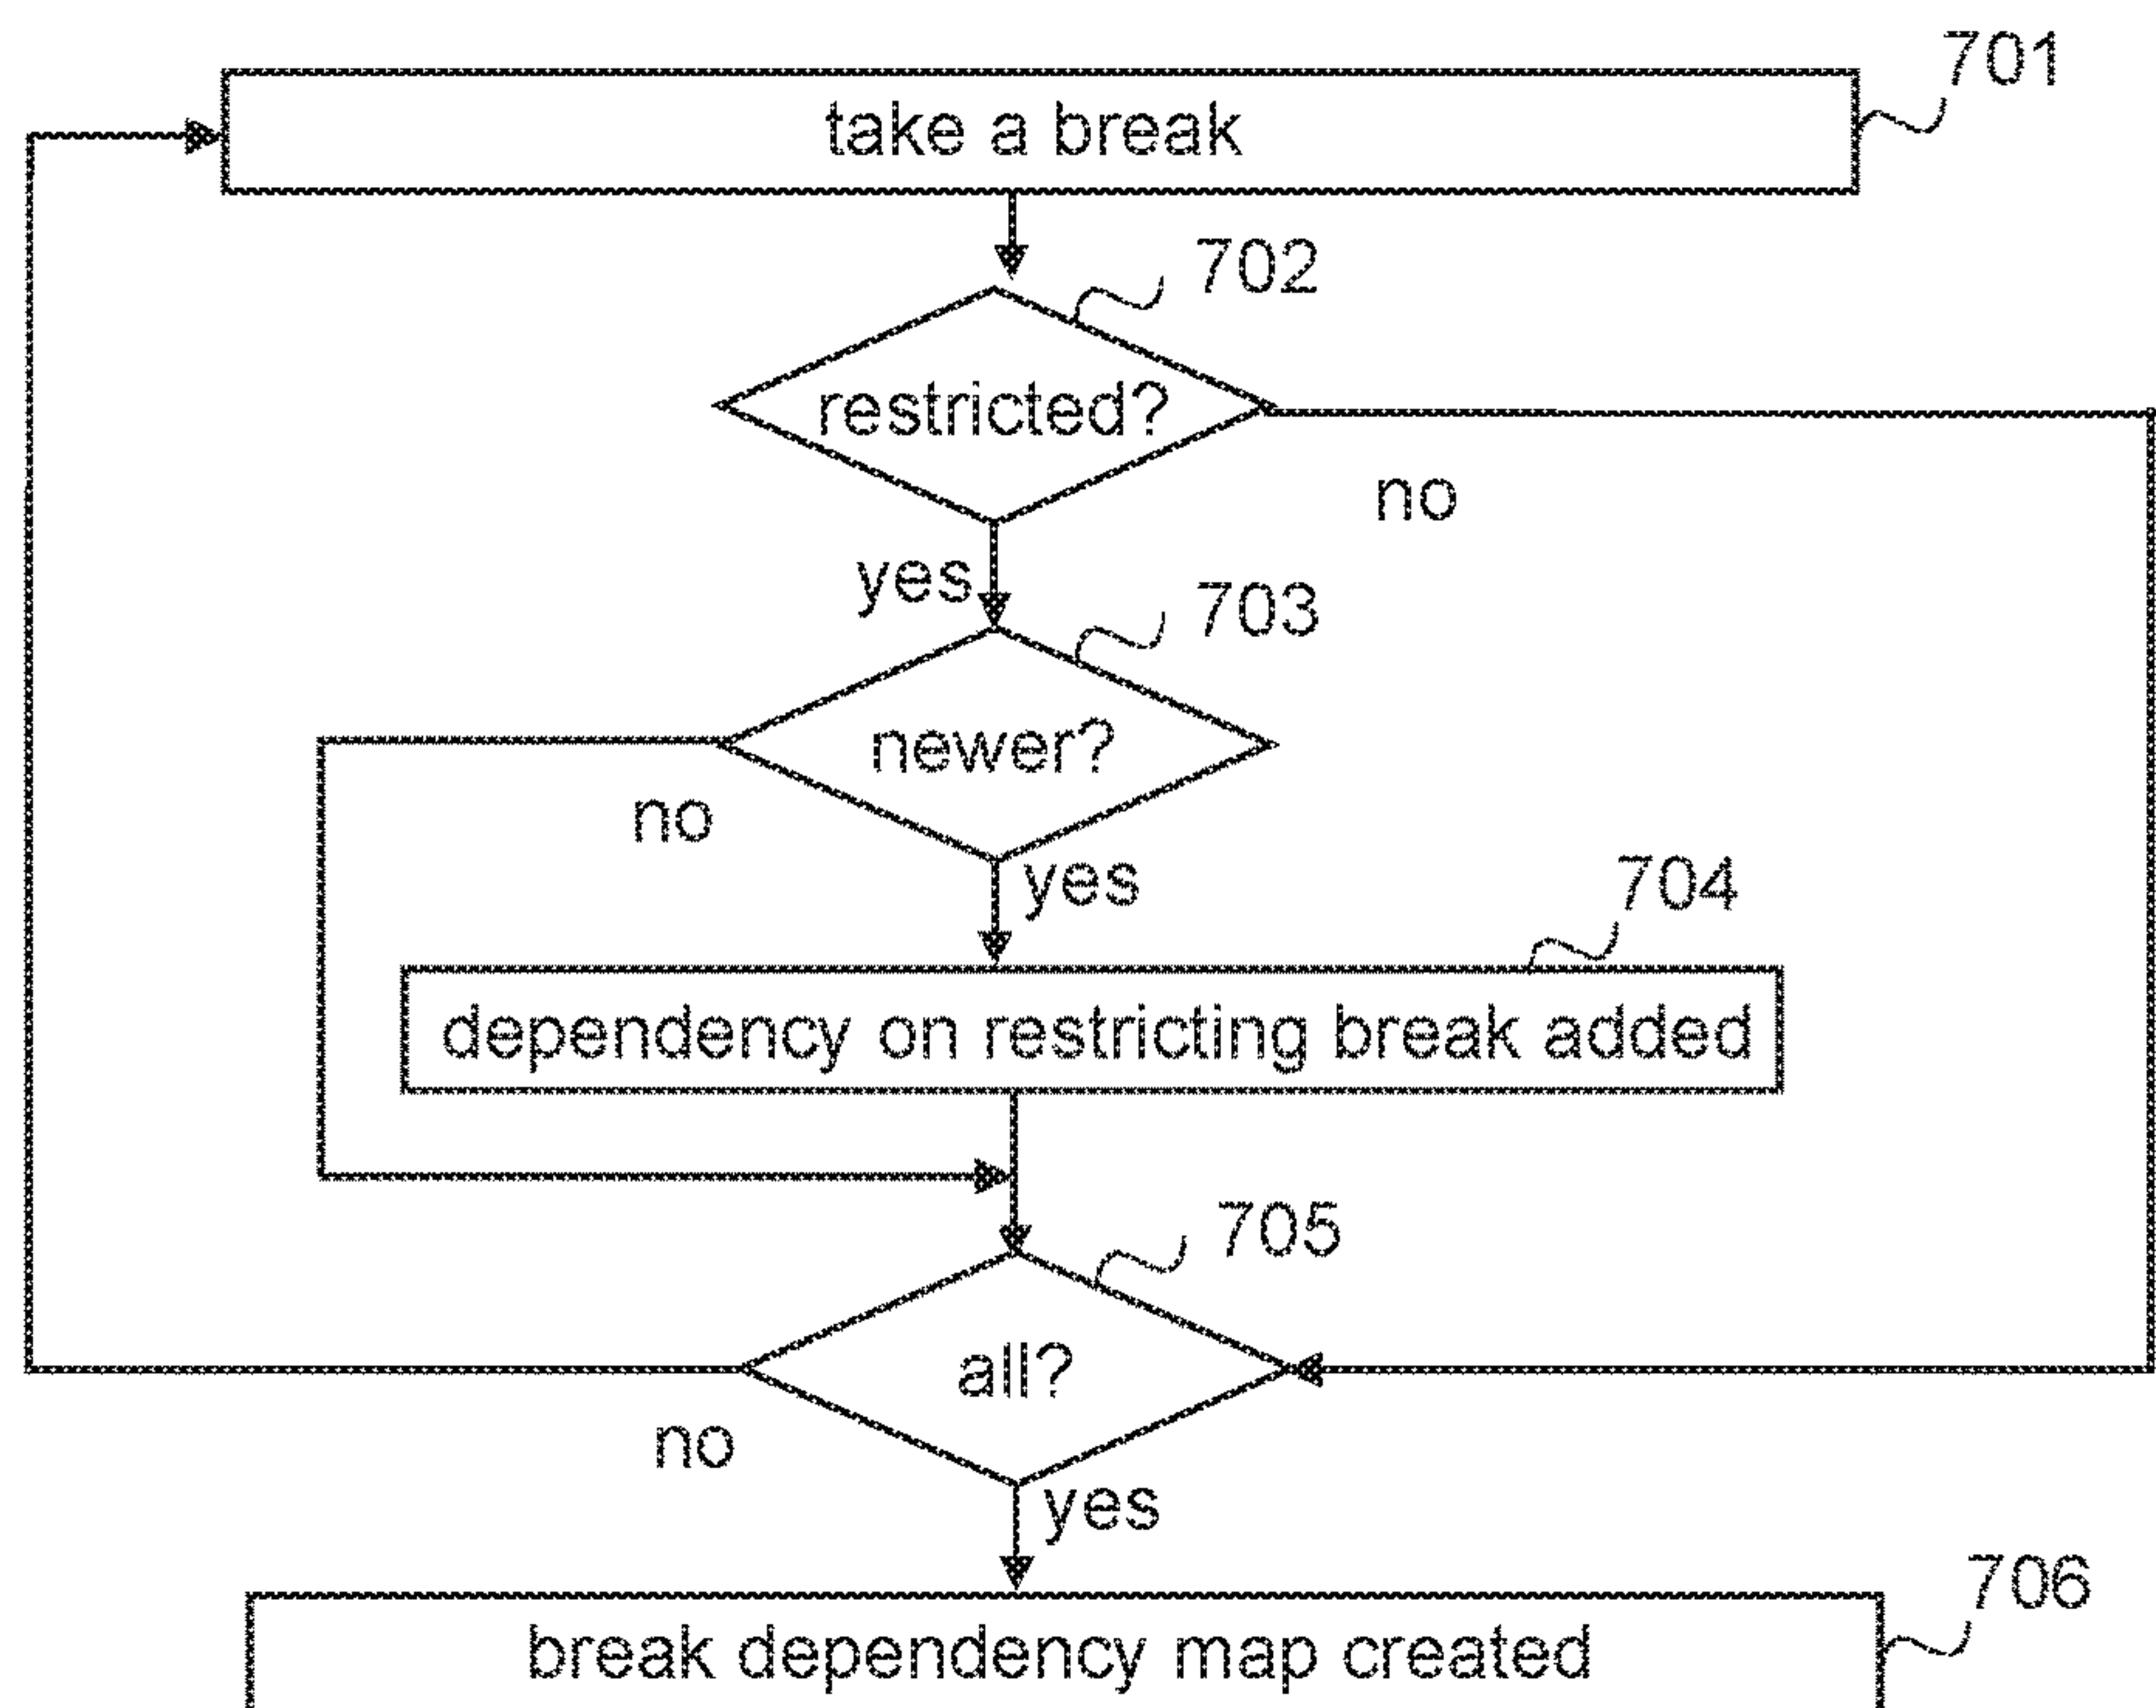 701
take a break
702
restricted?
no
yes
703
newer?
no
yes
704
dependency on restricting break added
705
all?
no
yes
706
break dependency map created